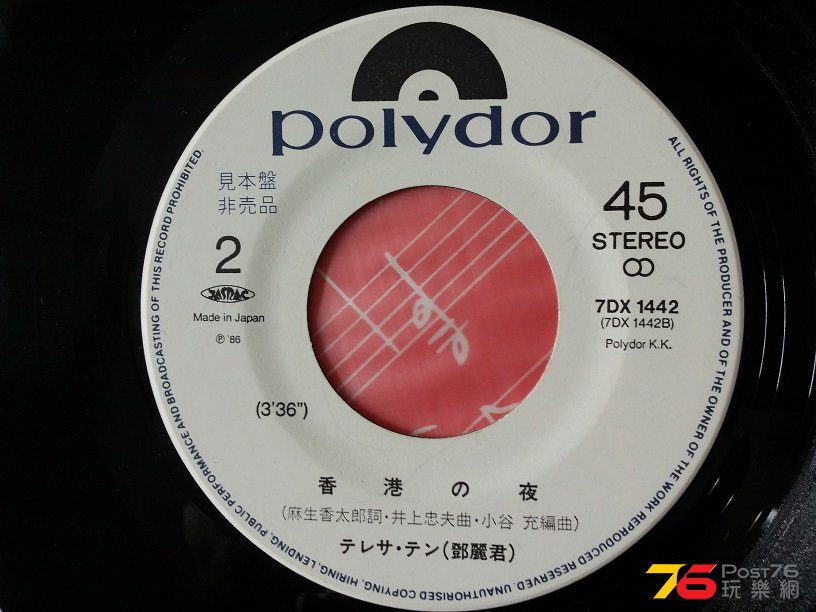 polydor
見本盤
非売品
2
JASRAC
Made in Japan
Ⓟ '86
45
STEREO
7DX 1442
(7DX 1442B)
Polydor K.K.
(3'36")
香港の夜
(麻生香太郎詞・井上忠夫曲・小谷 充編曲)
テレサ・テン(鄧麗君)
ALL RIGHTS OF THE PRODUCER AND OF THE OWNER OF THE WORK REPRODUCED RESERVED. UNAUTHORISED COPYING, HIRING, LENDING, PUBLIC PERFORMANCE AND BROADCASTING OF THIS RECORD PROHIBITED.
76 Post76
玩樂網